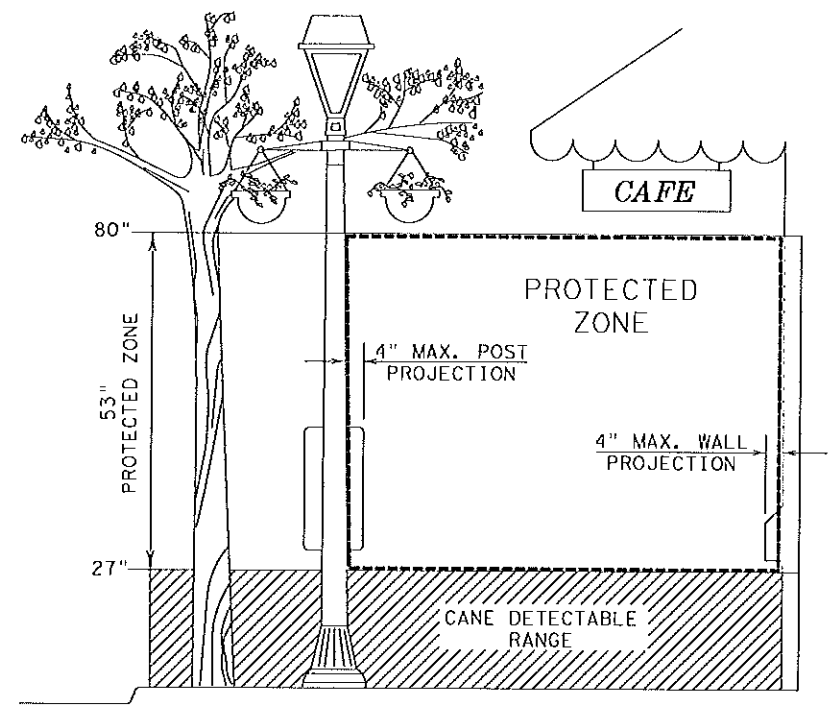 CAFE
80"
PROTECTED
ZONE
4" MAX. POST
PROJECTION
53"
PROTECTED ZONE
4" MAX. WALL
PROJECTION
27"
CANE DETECTABLE
RANGE